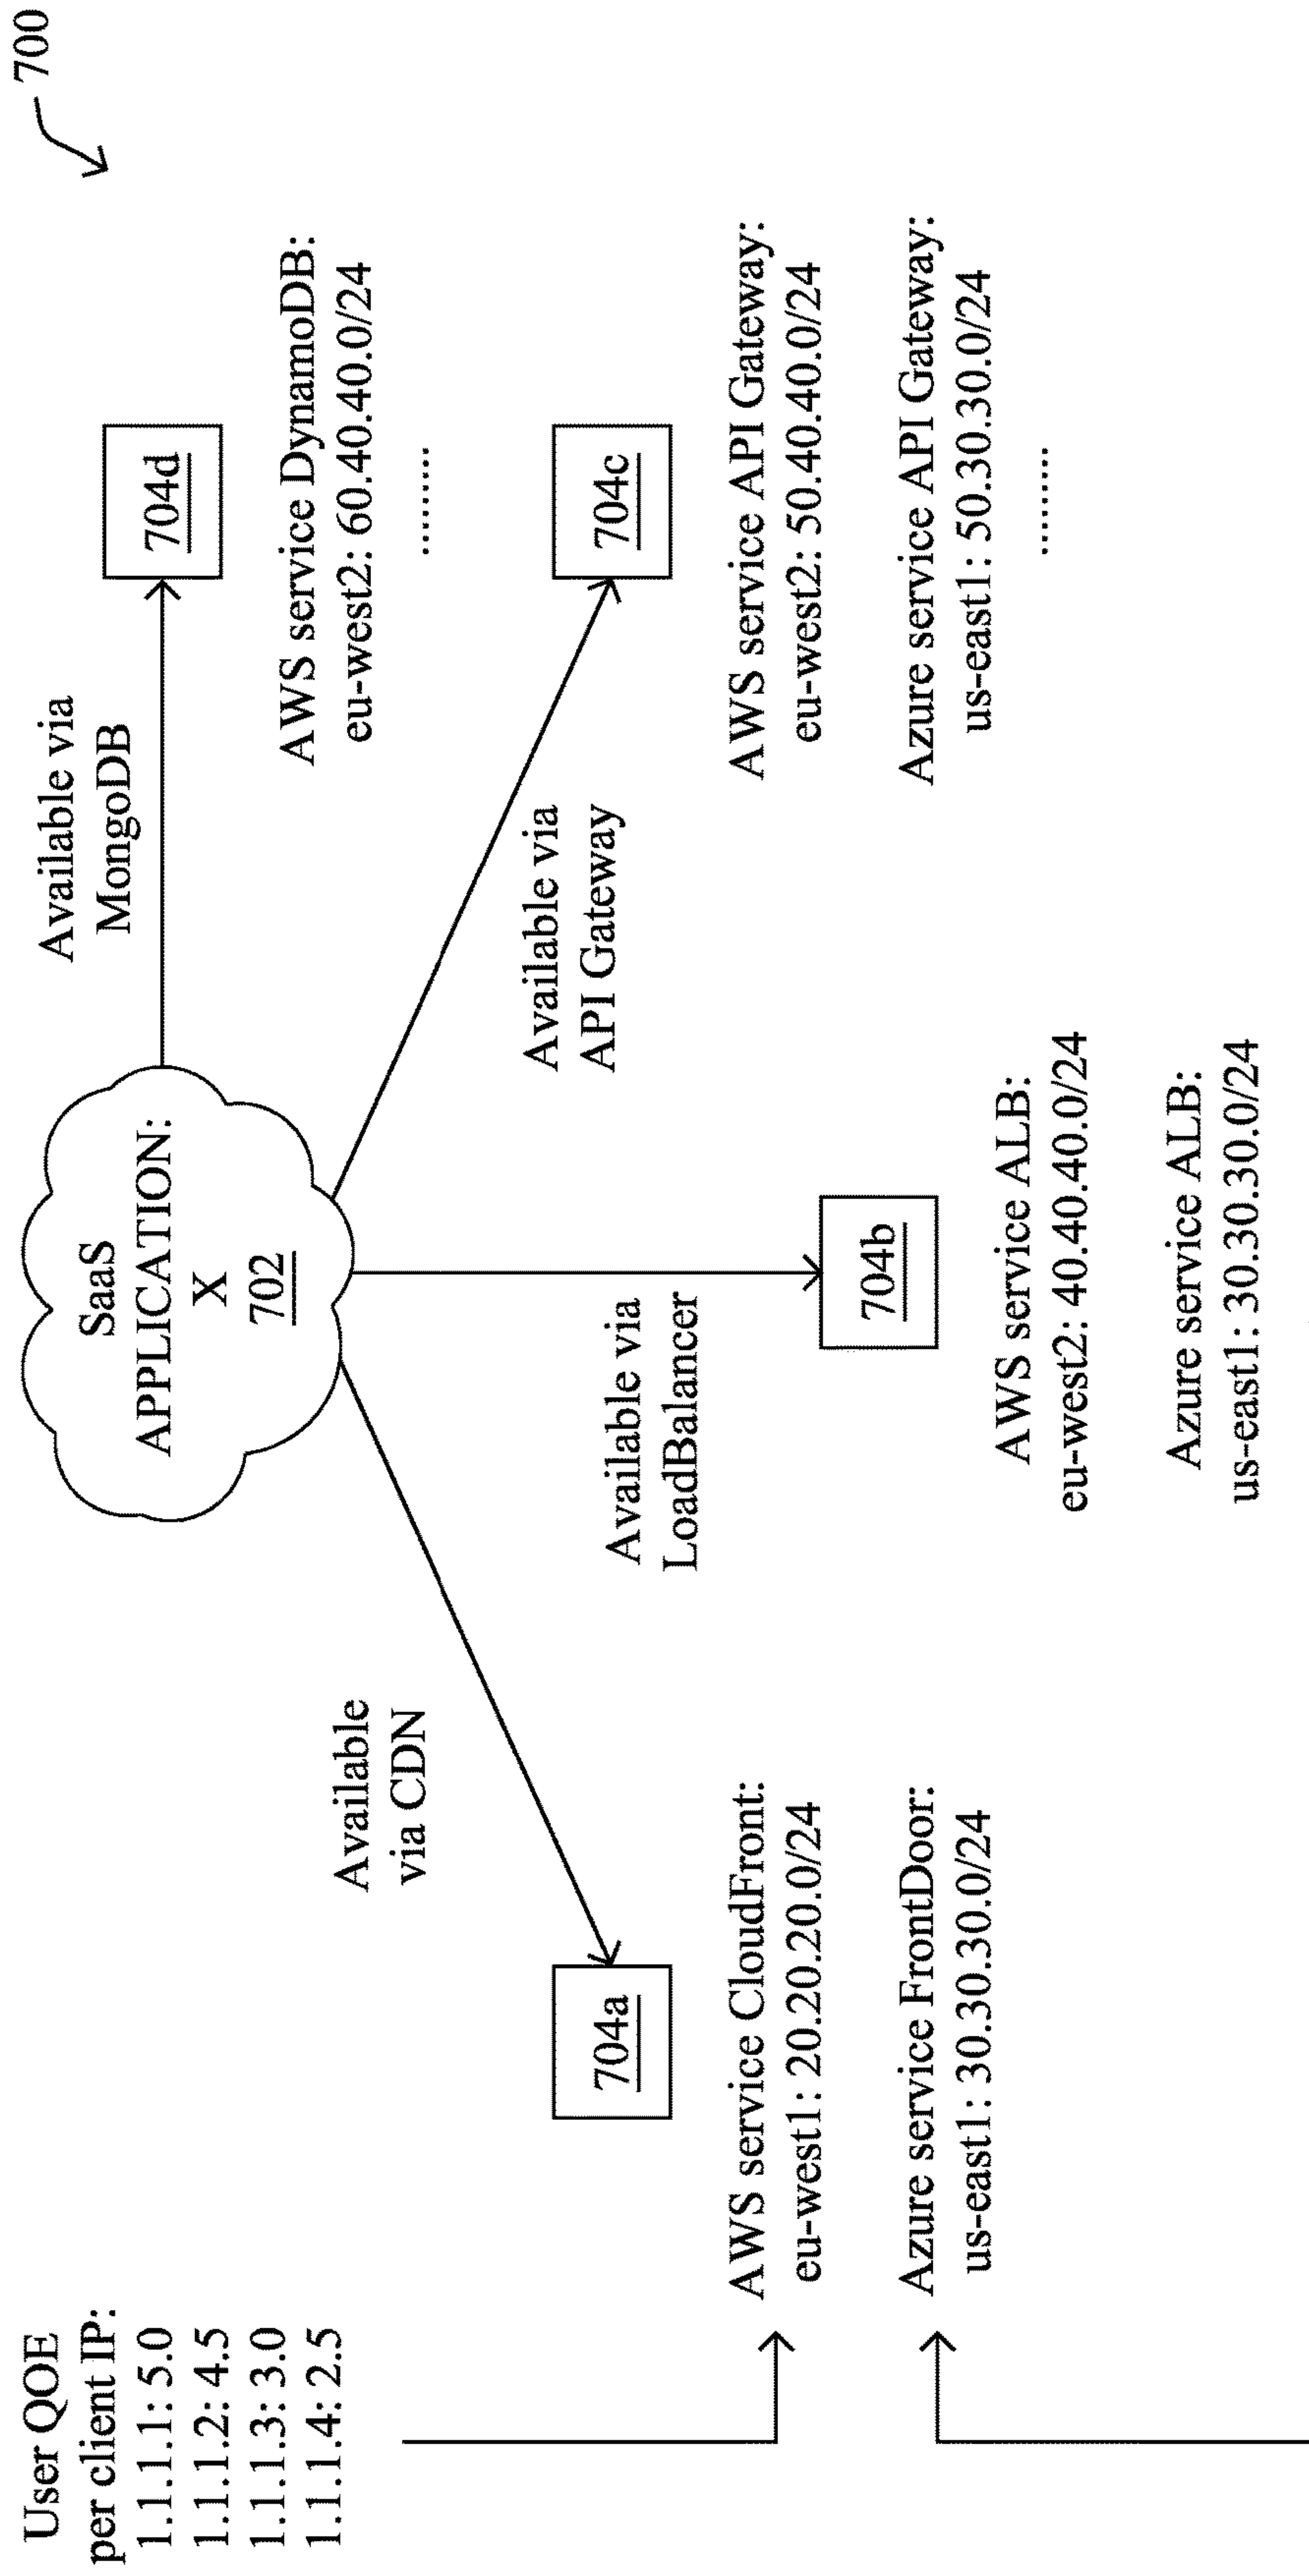 700
User QOE
per client IP:
1.1.1.1: 5.0
1.1.1.2: 4.5
1.1.1.3: 3.0
1.1.1.4: 2.5
SaaS
APPLICATION:
X
702
Available
via CDN
704a
AWS service CloudFront:
eu-west1: 20.20.20.0/24
Azure service FrontDoor:
us-east1: 30.30.30.0/24
Available via
LoadBalancer
704b
AWS service ALB:
eu-west2: 40.40.40.0/24
Azure service ALB:
us-east1: 30.30.30.0/24
Available via
API Gateway
704c
AWS service API Gateway:
eu-west2: 50.40.40.0/24
Azure service API Gateway:
us-east1: 50.30.30.0/24
.........
Available via
MongoDB
704d
AWS service DynamoDB:
eu-west2: 60.40.40.0/24
.........